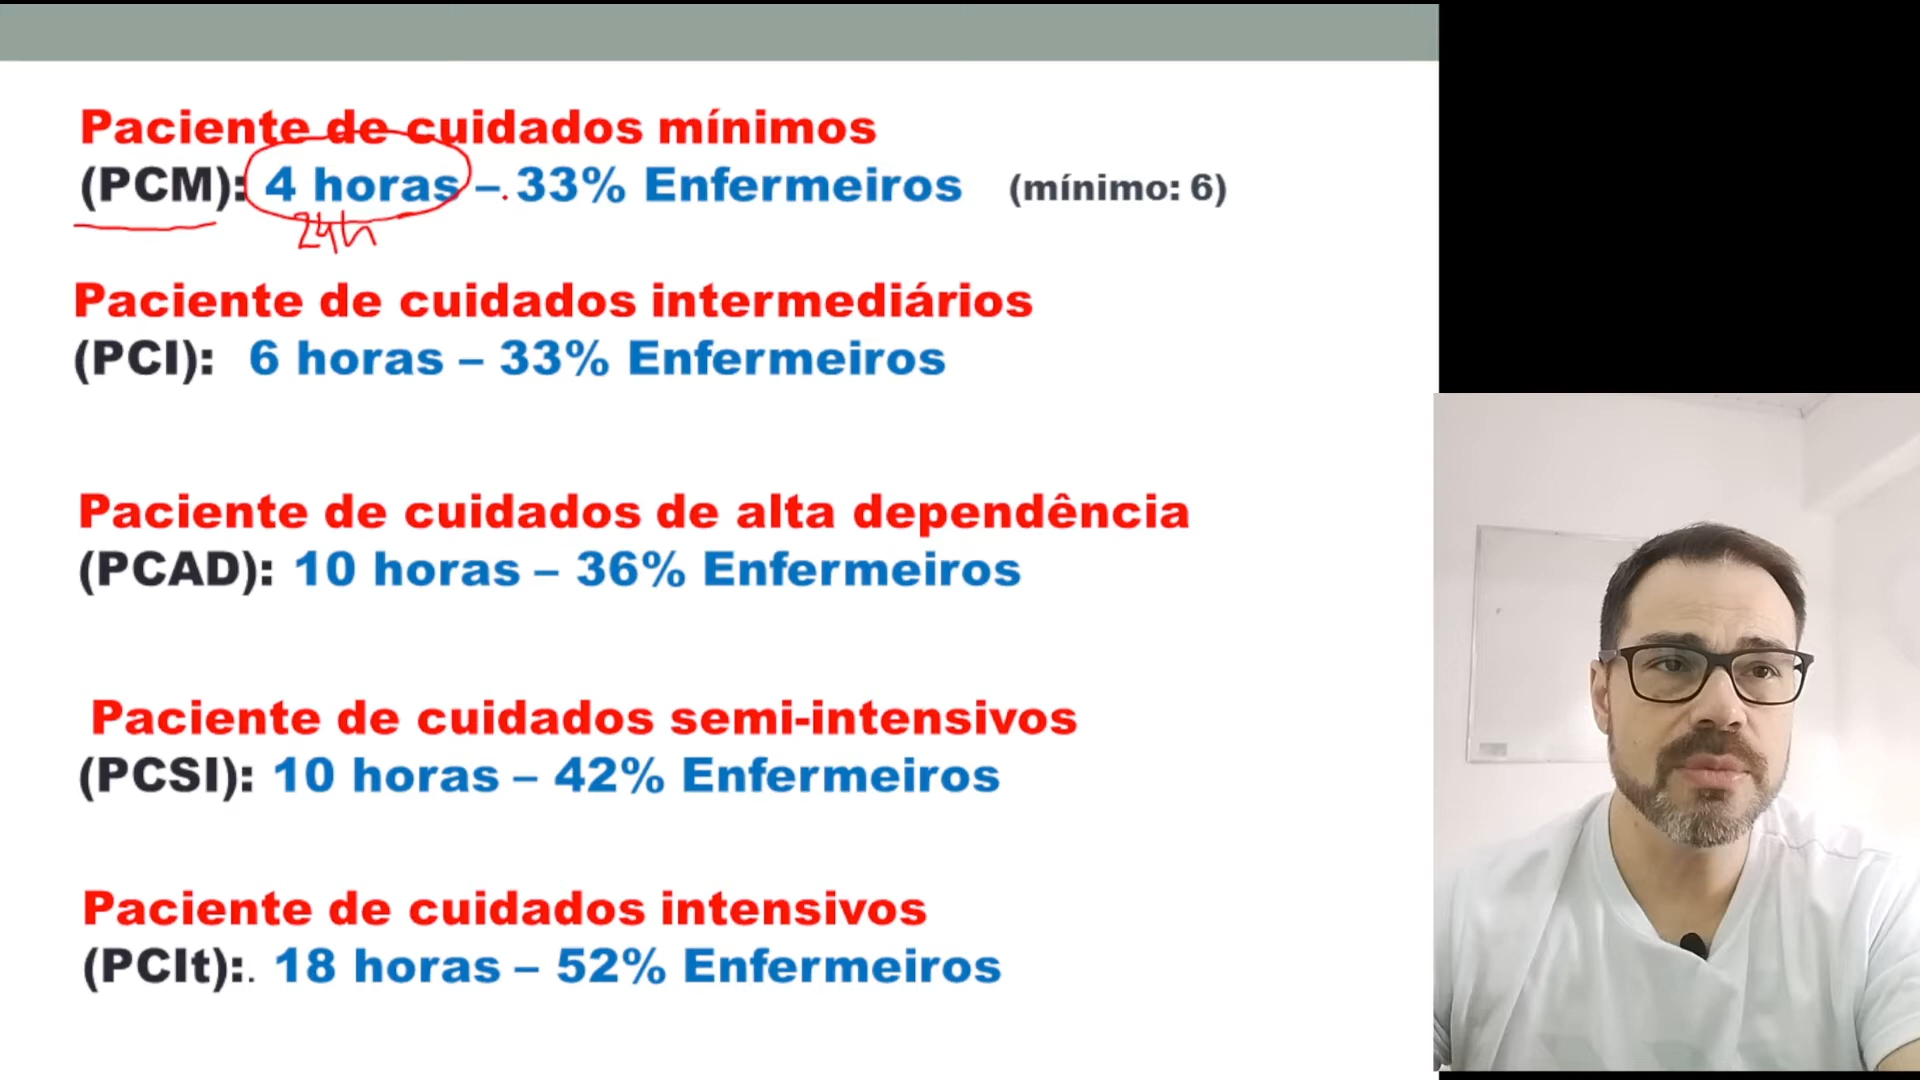 Paciente de cuidados mínimos
(PCM): 4 horas – 33% Enfermeiros (mínimo: 6)
24h
Paciente de cuidados intermediários
(PCI): 6 horas – 33% Enfermeiros
Paciente de cuidados de alta dependência
(PCAD): 10 horas – 36% Enfermeiros
Paciente de cuidados semi-intensivos
(PCSI): 10 horas – 42% Enfermeiros
Paciente de cuidados intensivos
(PCIt):. 18 horas – 52% Enfermeiros